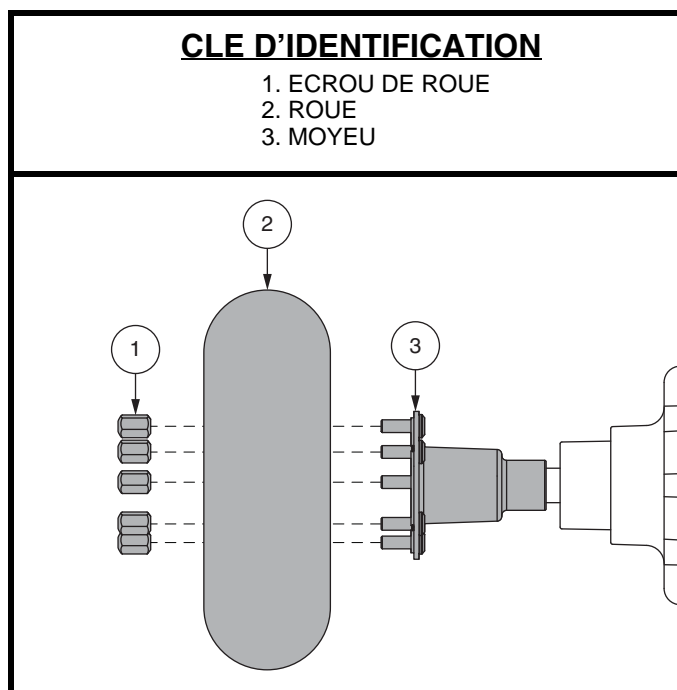 CLE D'IDENTIFICATION
1. ECROU DE ROUE
2. ROUE
3. MOYEU
2
1
3